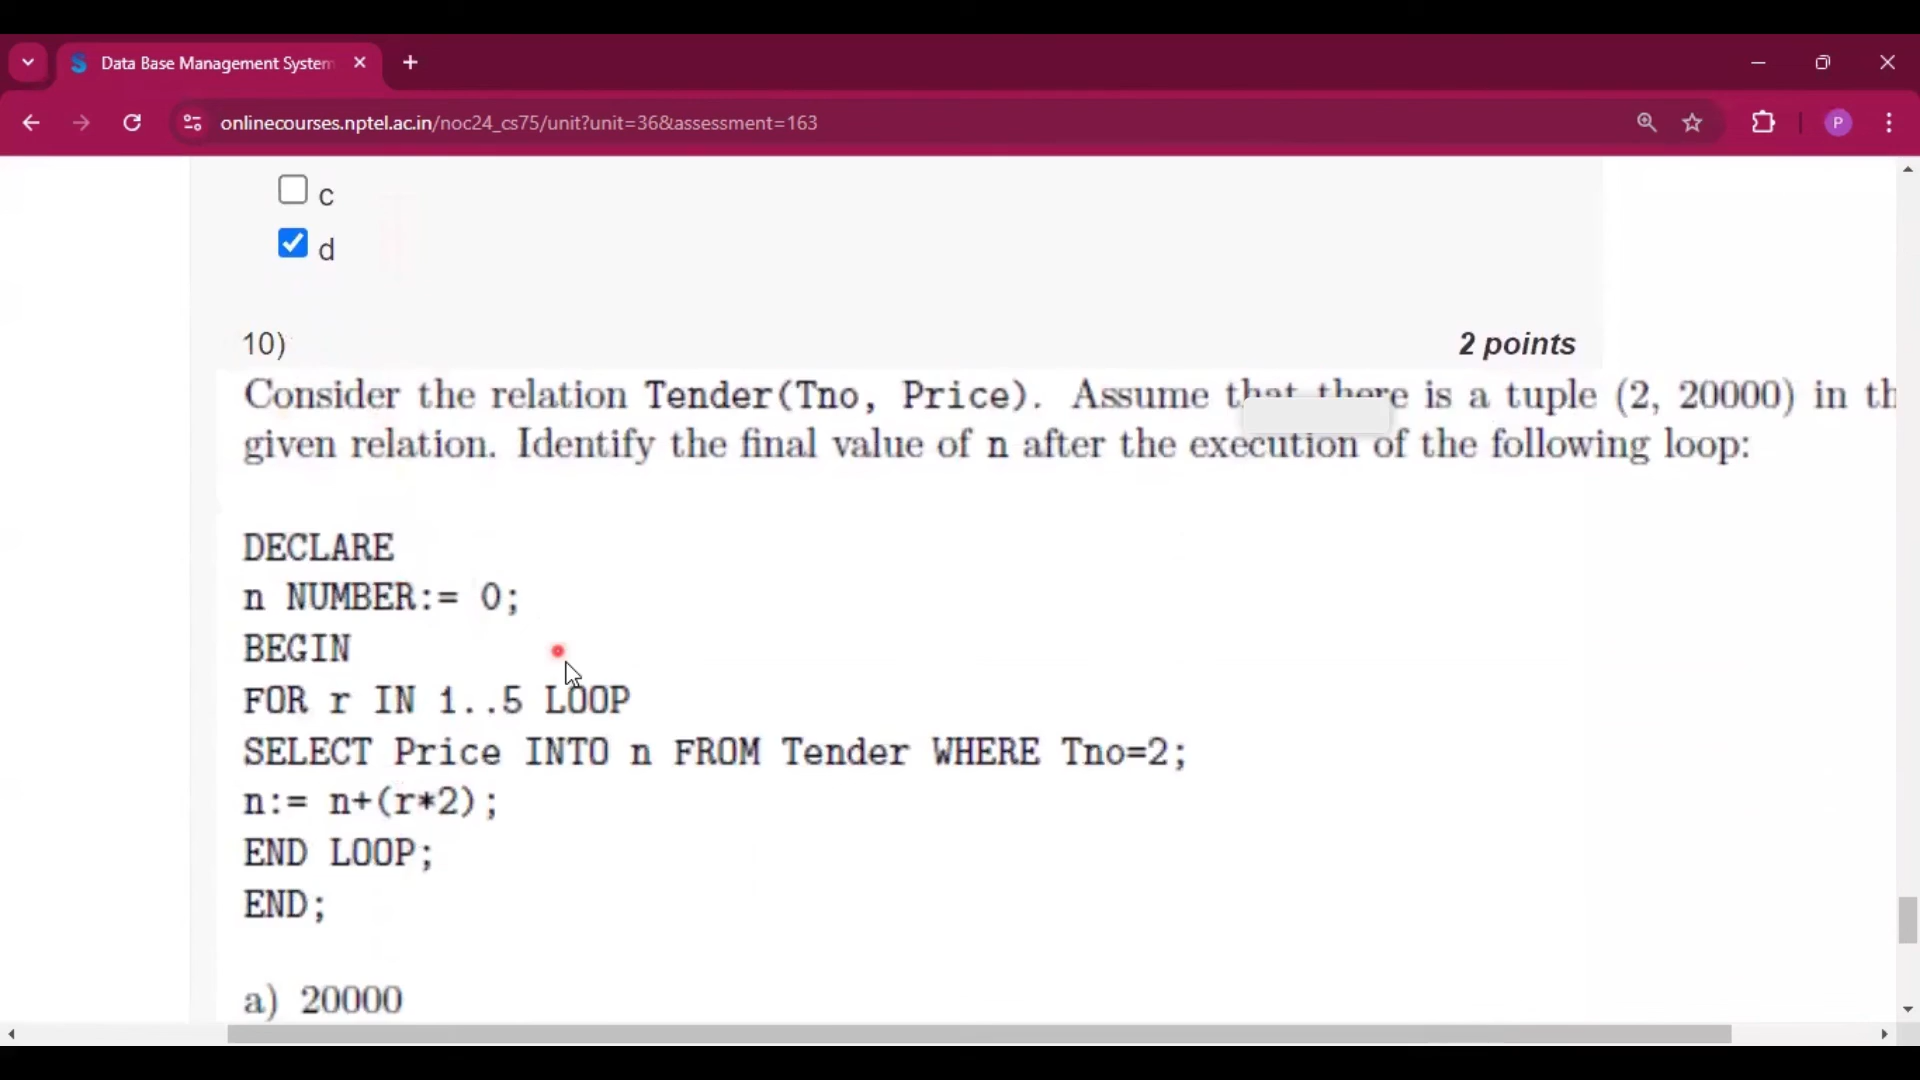 Data Base Management System
onlinecourses.nptel.ac.in/noc24_cs75/unit?unit=36&assessment=163
P
c
d
10)
2 points
Consider the relation Tender(Tno, Price). Assume that there is a tuple (2, 20000) in th
given relation. Identify the final value of n after the execution of the following loop:
DECLARE
n NUMBER:= 0;
BEGIN
FOR r IN 1..5 LOOP
SELECT Price INTO n FROM Tender WHERE Tno=2;
n:= n+(r*2);
END LOOP;
END;
a) 20000